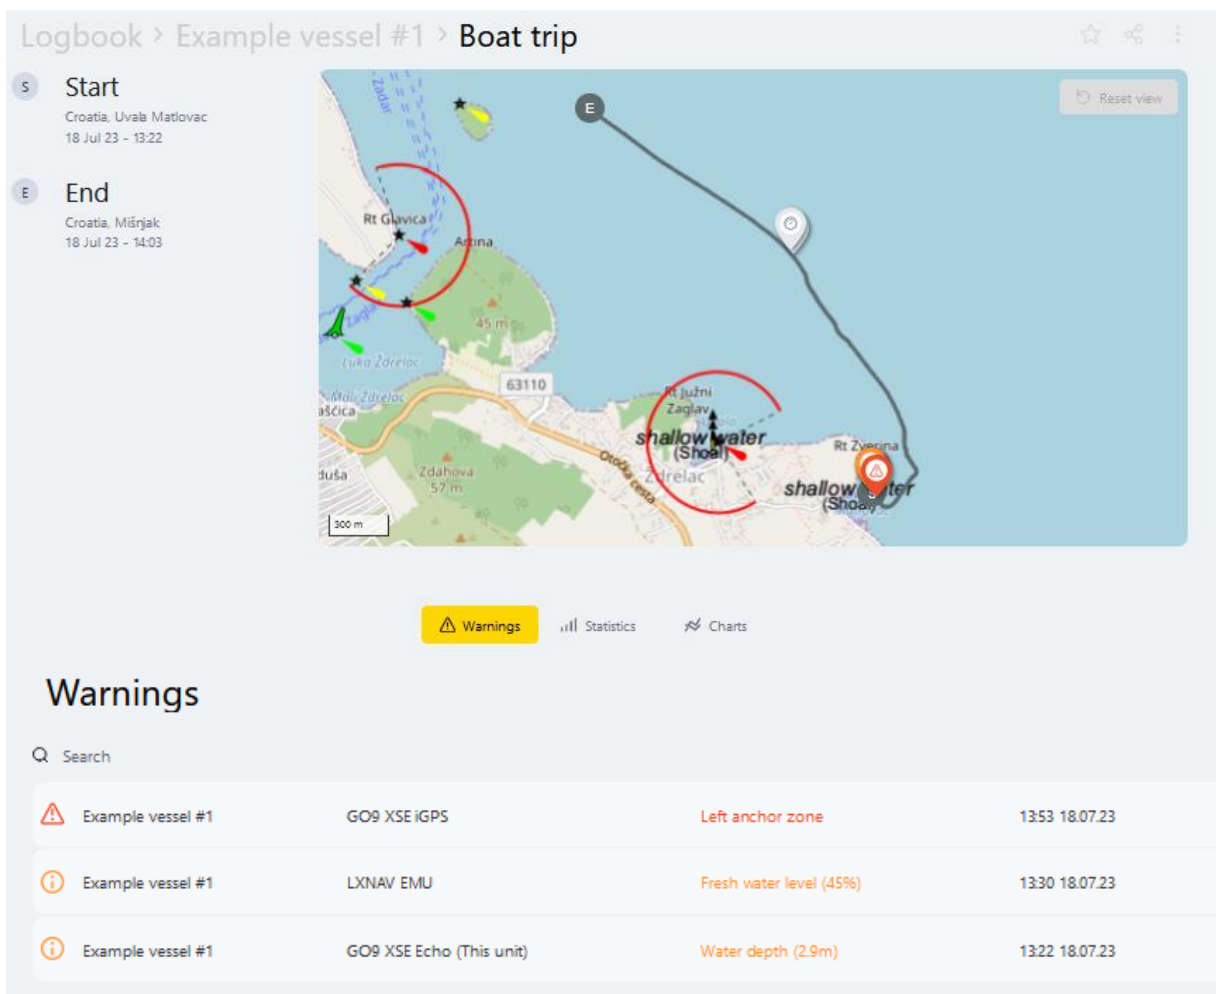 Logbook > Example vessel #1 > Boat trip
S Start
Croatia, Uvala Matlovac
18 Jul 23 - 13:22
E End
Croatia, Mišnjak
18 Jul 23 - 14:03
Zadar
E
Reset view
Rt Glavica
Artina
Zaglav
45 m
Luka Ždrelac
Mali Ždrelac
ašćica
63110
Rt Južni
Zaglav
shallow water
(Shoal)
Rt Zverina
duša
Zdahova
57 m
Otočka cesta
Ždrelac
shallow
(Shoal)
300 m
Warnings
Statistics
Charts
Warnings
Search
Example vessel #1 GO9 XSE iGPS Left anchor zone 13:53 18.07.23
Example vessel #1 LXNAV EMU Fresh water level (45%) 13:30 18.07.23
Example vessel #1 GO9 XSE Echo (This unit) Water depth (2.9m) 13:22 18.07.23